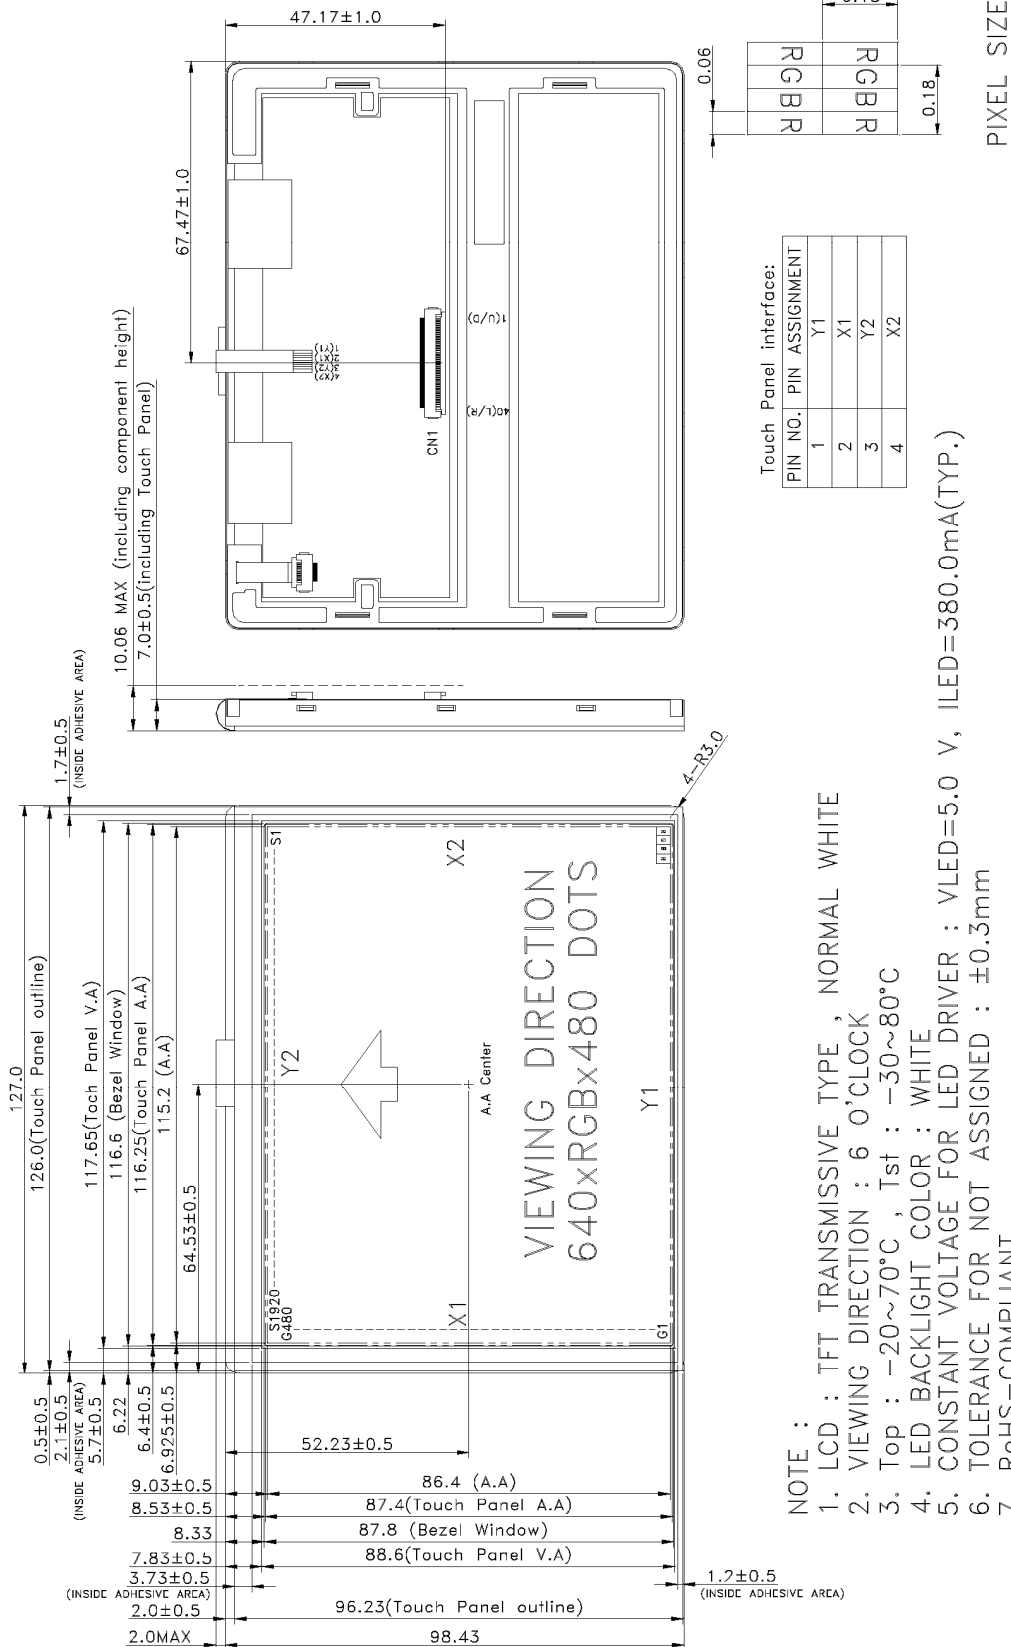 47.17±1.0
67.47±1.0
10.06 MAX (including component height)
7.0±0.5(including Touch Panel)
1(Y1)
2(X1)
3(Y2)
4(X2)
CN1
1(U/D)
40(L/R)
0.06
R G B R
R G B R
0.18
PIXEL SIZE
Touch Panel interface:
PIN NO. PIN ASSIGNMENT
1 Y1
2 X1
3 Y2
4 X2
127.0
126.0(Touch Panel outline)
117.65(Toch Panel V.A)
116.6 (Bezel Window)
116.25(Touch Panel A.A)
115.2 (A.A)
64.53±0.5
1.7±0.5
(INSIDE ADHESIVE AREA)
0.5±0.5
2.1±0.5
(INSIDE ADHESIVE AREA)
5.7±0.5
6.22
6.4±0.5
6.925±0.5
S1920
G480
S1
G1
R G B R
Y2
X1
X2
Y1
A.A Center
VIEWING DIRECTION
640xRGBx480 DOTS
4-R3.0
52.23±0.5
9.03±0.5
86.4 (A.A)
8.53±0.5
87.4(Touch Panel A.A)
8.33
87.8 (Bezel Window)
7.83±0.5
88.6(Touch Panel V.A)
3.73±0.5
(INSIDE ADHESIVE AREA)
1.2±0.5
(INSIDE ADHESIVE AREA)
2.0±0.5
96.23(Touch Panel outline)
2.0MAX
98.43
NOTE :
1. LCD : TFT TRANSMISSIVE TYPE , NORMAL WHITE
2. VIEWING DIRECTION : 6 O'CLOCK
3. Top : -20~70°C , Tst : -30~80°C
4. LED BACKLIGHT COLOR : WHITE
5. CONSTANT VOLTAGE FOR LED DRIVER : VLED=5.0 V, ILED=380.0mA(TYP.)
6. TOLERANCE FOR NOT ASSIGNED : ±0.3mm
7. RoHS-COMPLIANT